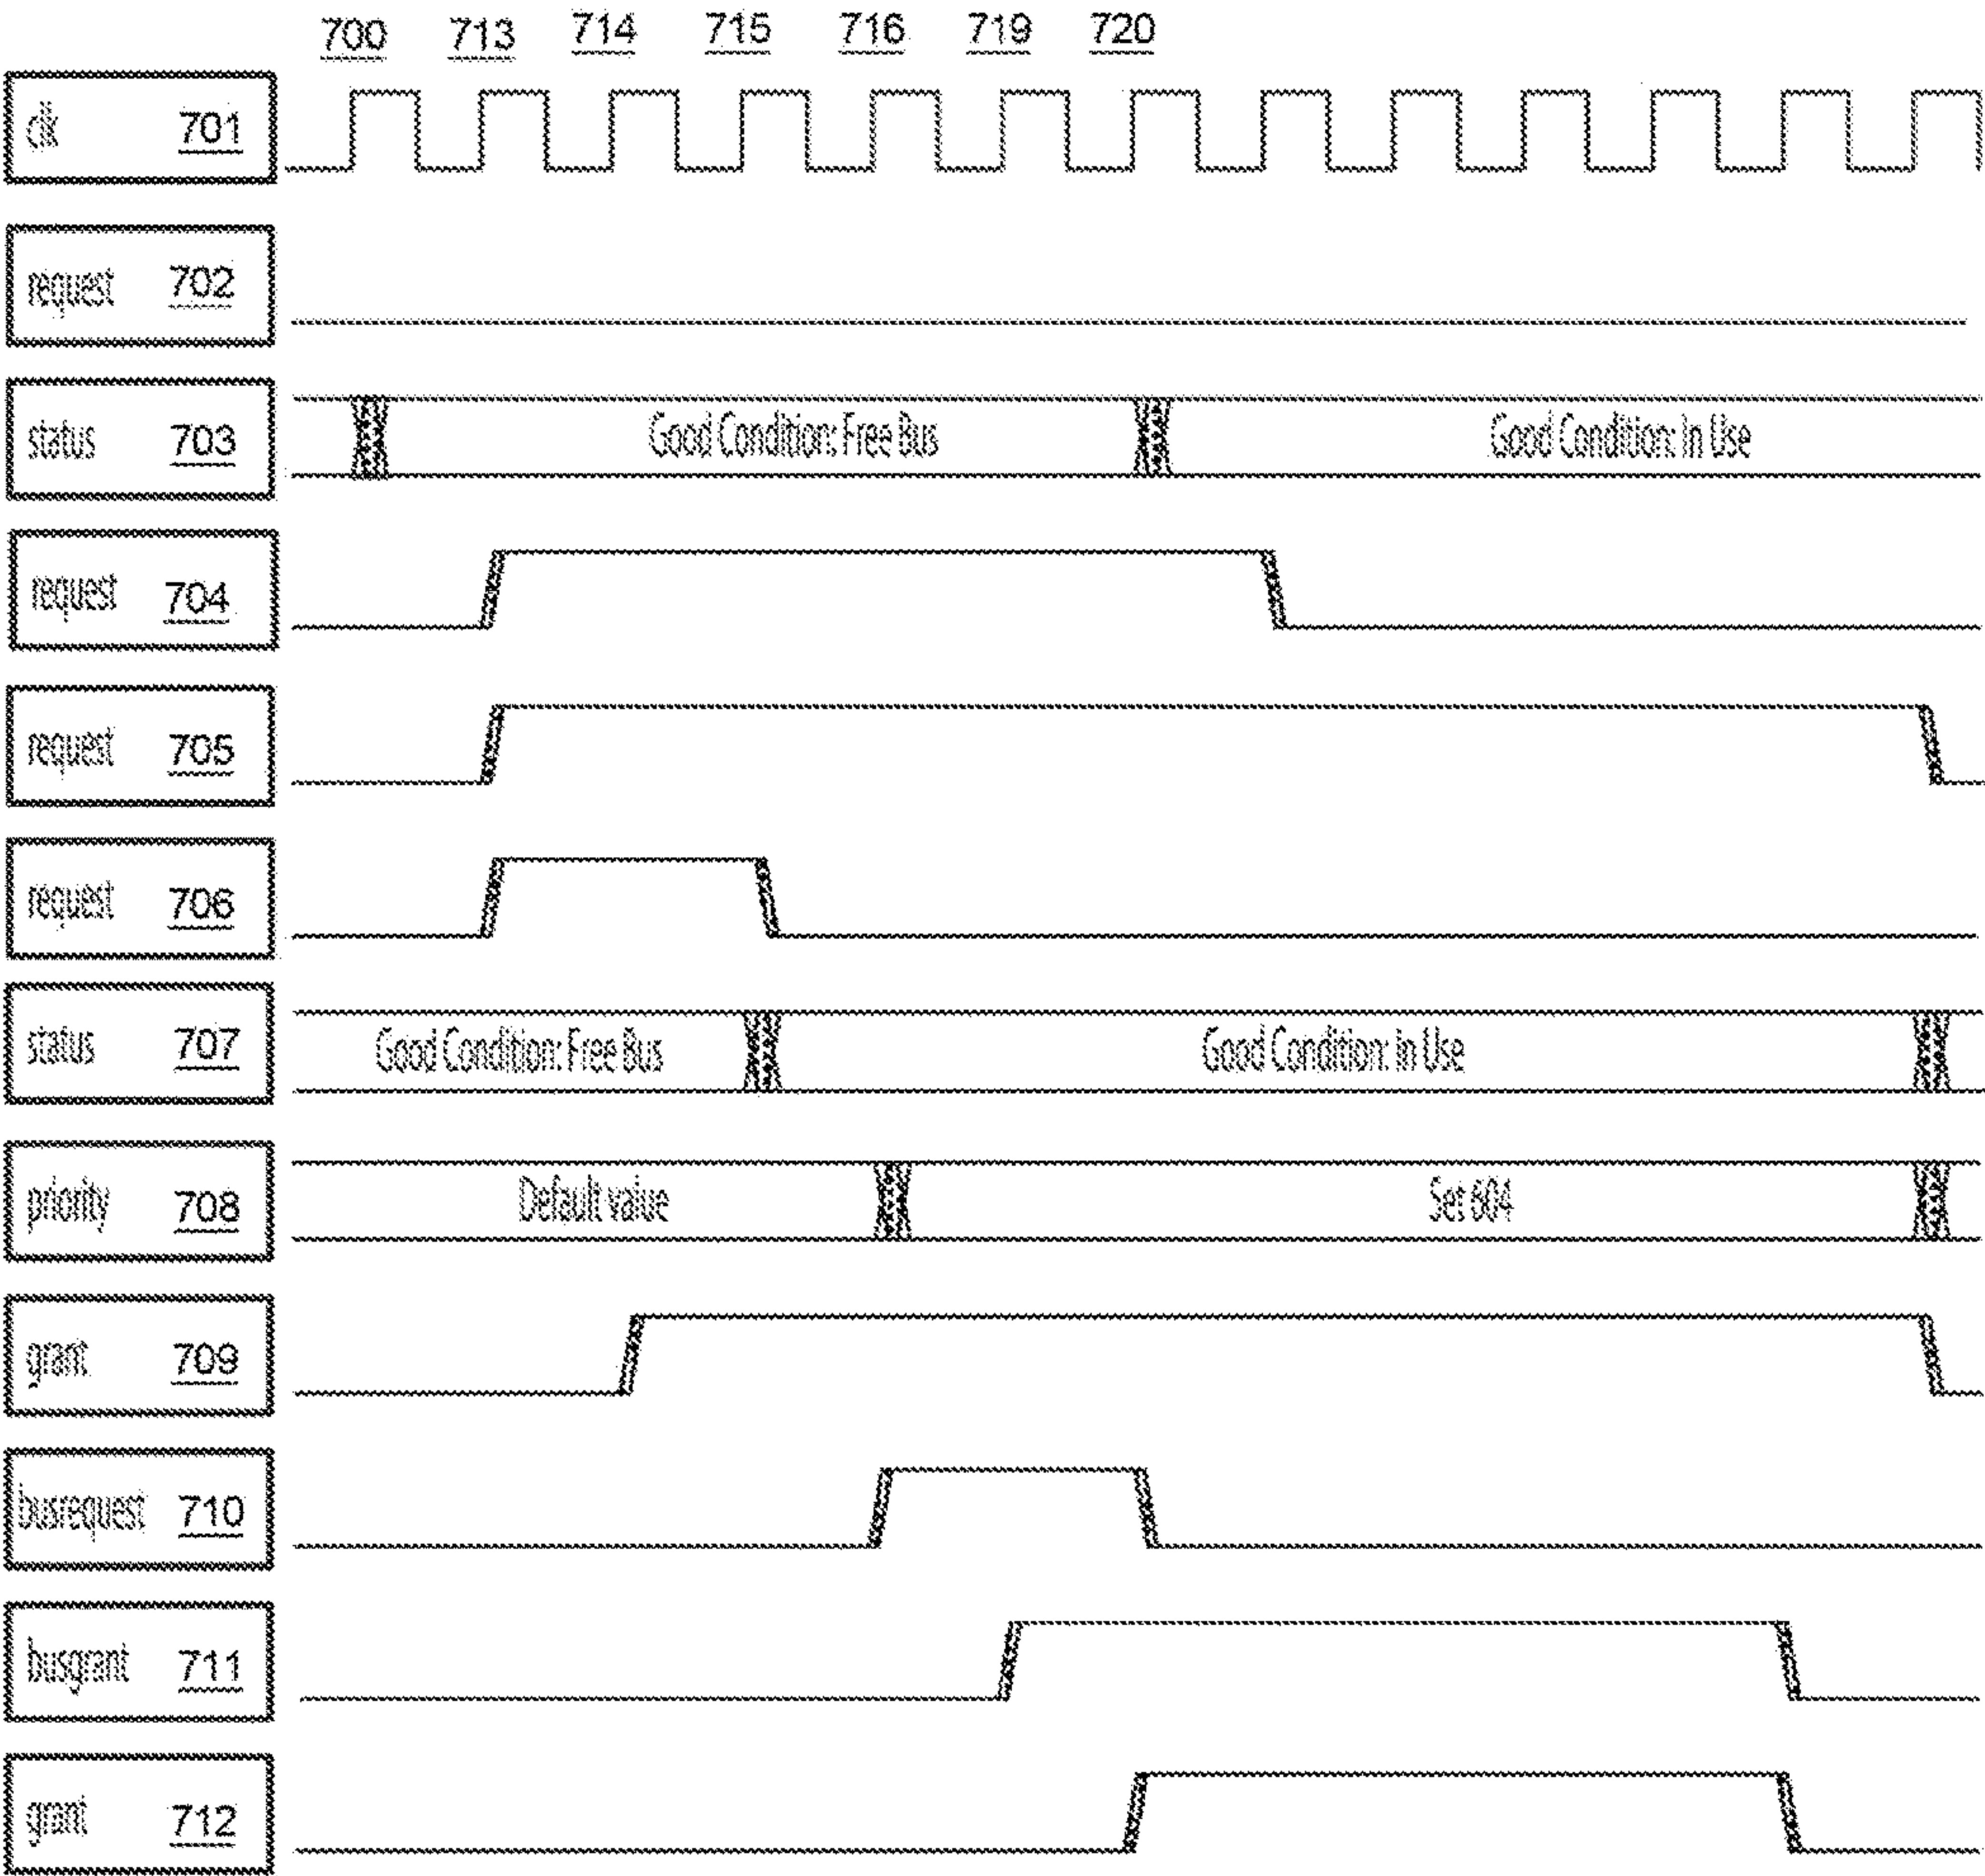 700 713 714 715 716 719 720
clk 701
request 702
status 703 Good Condition: Free Bus Good Condition: In Use
request 704
request 705
request 706
status 707 Good Condition: Free Bus Good Condition: In Use
priority 708 Default value Set 604
grant 709
busrequest 710
busgrant 711
grant 712